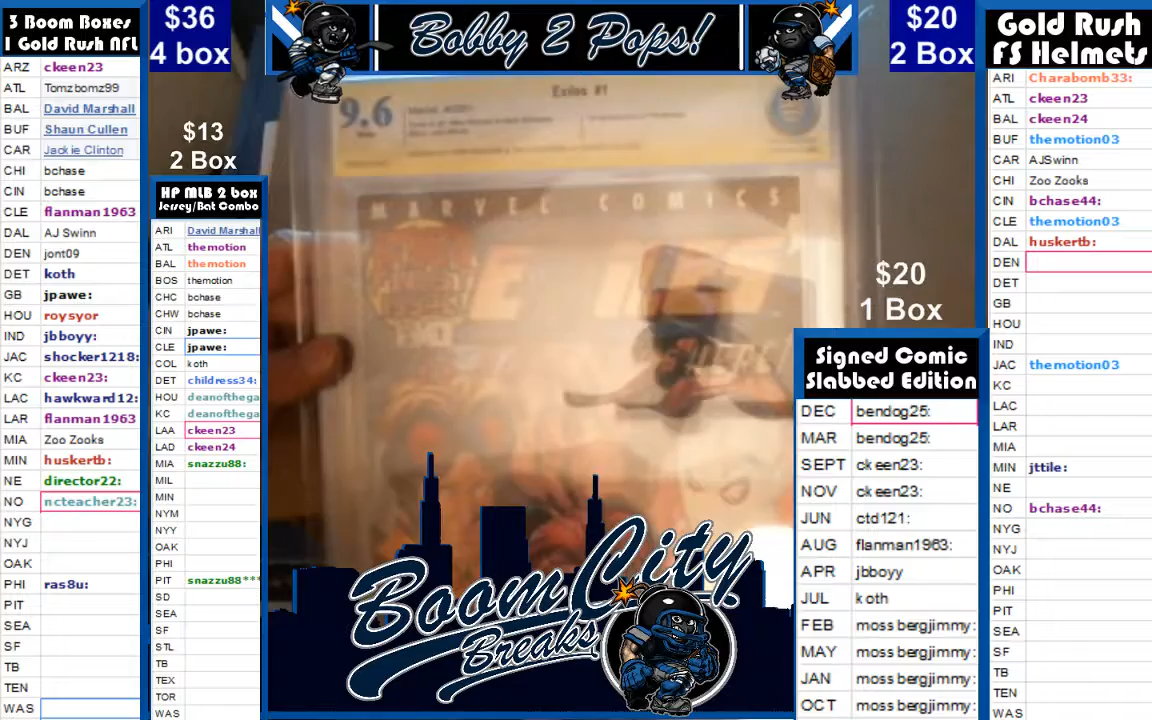 3 Boom Boxes
1 Gold Rush NFL
ARZ ckeen23
ATL Tomzbomz99
BAL David Marshall
BUF Shaun Cullen
CAR Jackie Clinton
CHI bchase
CIN bchase
CLE flanman1963
DAL AJ Swinn
DEN jont09
DET koth
GB jpawe:
HOU roysyor
IND jbboyy:
JAC shocker1218:
KC ckeen23:
LAC hawkward12:
LAR flanman1963
MIA Zoo Zooks
MIN huskertb:
NE director22:
NO ncteacher23:
NYG
NYJ
OAK
PHI ras8u:
PIT
SEA
SF
TB
TEN
WAS
$36
4 box
$13
2 Box
HP MLB 2 box
Jersey/Bat Combo
ARI David Marshall
ATL themotion
BAL themotion
BOS themotion
CHC bchase
CHW bchase
CIN jpawe:
CLE jpawe:
COL koth
DET childress34:
HOU deanofthega
KC deanofthega
LAA ckeen23
LAD ckeen24
MIA snazzu88:
MIL
MIN
NYM
NYY
OAK
PHI
PIT snazzu88***
SD
SEA
SF
STL
TB
TEX
TOR
WAS
Bobby 2 Pops!
Exiles #1
9.6
MARVEL COMICS
Boom City
Breaks
$20
2 Box
$20
1 Box
Signed Comic
Slabbed Edition
DEC bendog25:
MAR bendog25:
SEPT ckeen23:
NOV ckeen23:
JUN ctd121:
AUG flanman1963:
APR jbboyy
JUL koth
FEB mossbergjimmy:
MAY mossbergjimmy:
JAN mossbergjimmy:
OCT mossbergjimmy:
Gold Rush
FS Helmets
ARI Charabomb33:
ATL ckeen23
BAL ckeen24
BUF themotion03
CAR AJSwinn
CHI Zoo Zooks
CIN bchase44:
CLE themotion03
DAL huskertb:
DEN
DET
GB
HOU
IND
JAC themotion03
KC
LAC
LAR
MIA
MIN jttile:
NE
NO bchase44:
NYG
NYJ
OAK
PHI
PIT
SEA
SF
TB
TEN
WAS